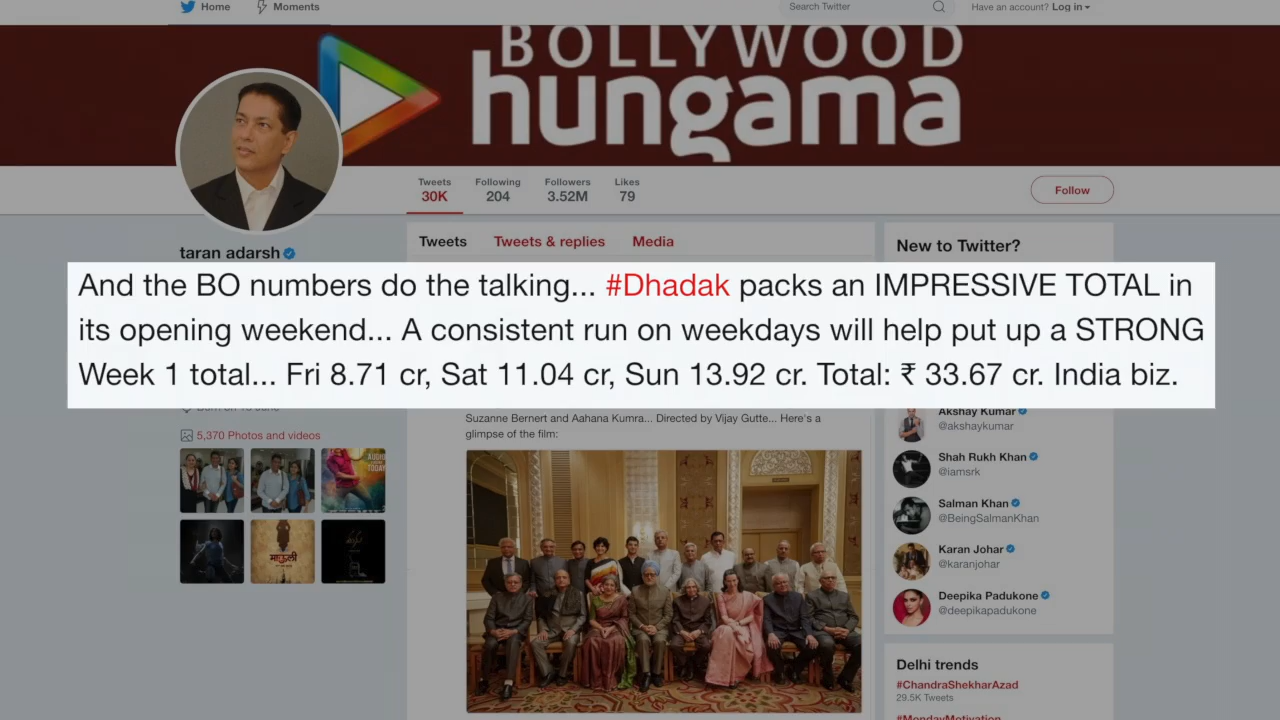 Home
Moments
Search Twitter
Have an account? Log in
BOLLYWOOD
hungama
Tweets
30K
Following
204
Followers
3.52M
Likes
79
Follow
taran adarsh
Tweets
Tweets & replies
Media
New to Twitter?
And the BO numbers do the talking... #Dhadak packs an IMPRESSIVE TOTAL in
its opening weekend... A consistent run on weekdays will help put up a STRONG
Week 1 total... Fri 8.71 cr, Sat 11.04 cr, Sun 13.92 cr. Total: ₹ 33.67 cr. India biz.
5,370 Photos and videos
AUDIO
TODAY
माऊली
Suzanne Bernert and Aahana Kumra... Directed by Vijay Gutte... Here's a
glimpse of the film:
Akshay Kumar
@akshaykumar
Shah Rukh Khan
@iamsrk
Salman Khan
@BeingSalmanKhan
Karan Johar
@karanjohar
Deepika Padukone
@deepikapadukone
Delhi trends
#ChandraShekharAzad
29.5K Tweets
#MondayMotivation